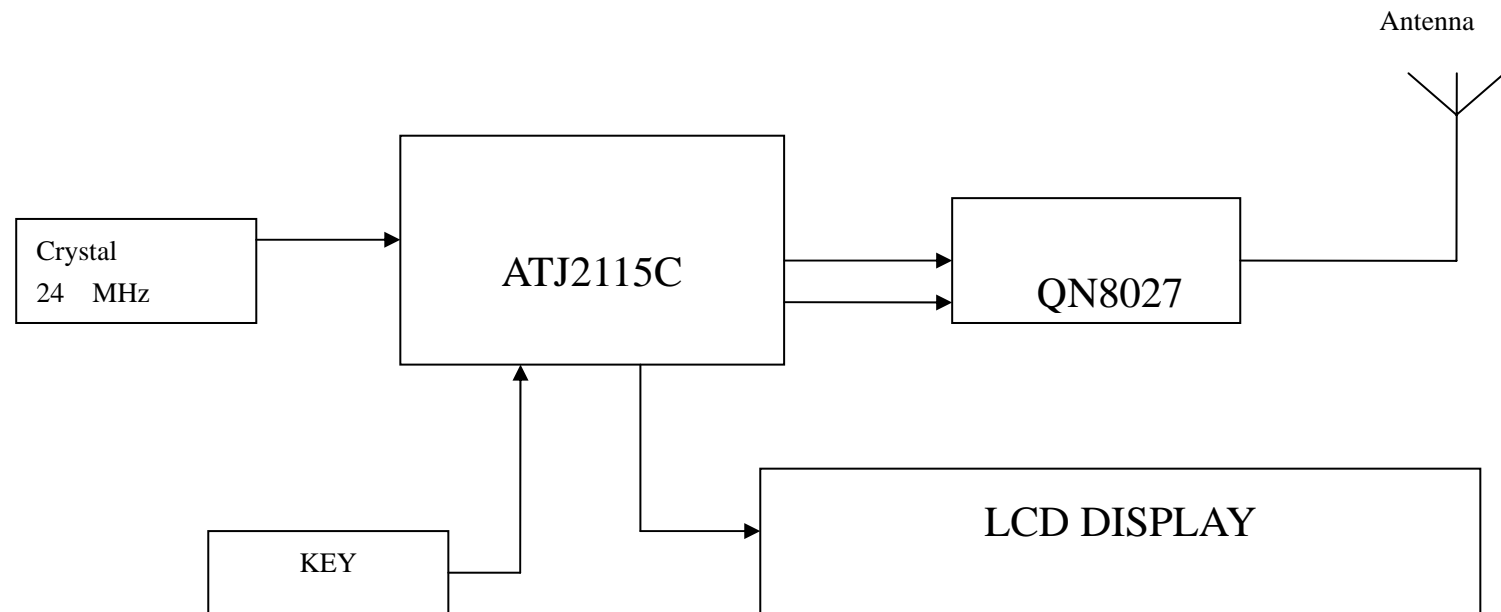 Antenna
Crystal
24 MHz
ATJ2115C
QN8027
LCD DISPLAY
KEY